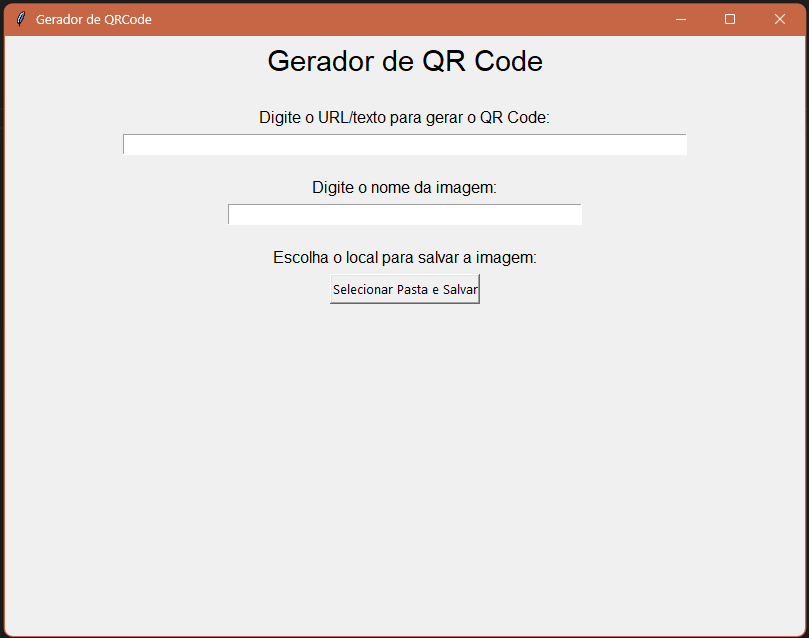 Gerador de QRCode
Gerador de QR Code
Digite o URL/texto para gerar o QR Code:
Digite o nome da imagem:
Escolha o local para salvar a imagem:
Selecionar Pasta e Salvar